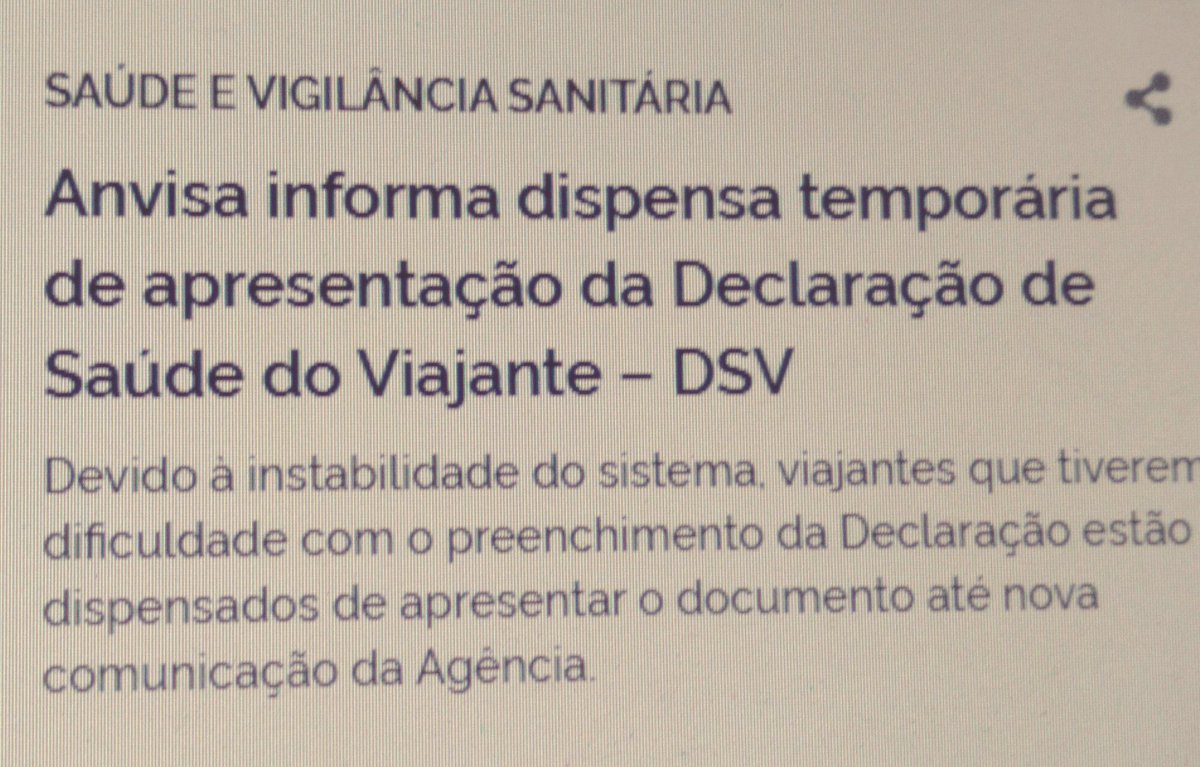 SAÚDE E VIGILÂNCIA SANITÁRIA
Anvisa informa dispensa temporária
de apresentação da Declaração de
Saúde do Viajante – DSV
Devido à instabilidade do sistema, viajantes que tiverem
dificuldade com o preenchimento da Declaração estão
dispensados de apresentar o documento até nova
comunicação da Agência.